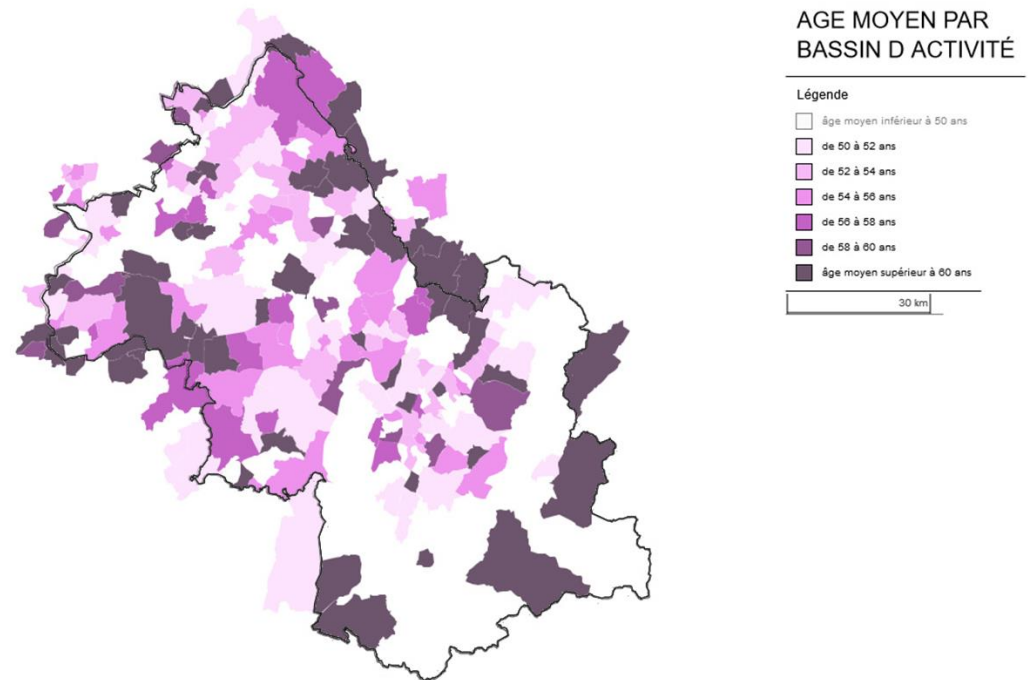 AGE MOYEN PAR
BASSIN D ACTIVITÉ
Légende
âge moyen inférieur à 50 ans
de 50 à 52 ans
de 52 à 54 ans
de 54 à 56 ans
de 56 à 58 ans
de 58 à 60 ans
âge moyen supérieur à 60 ans
30 km